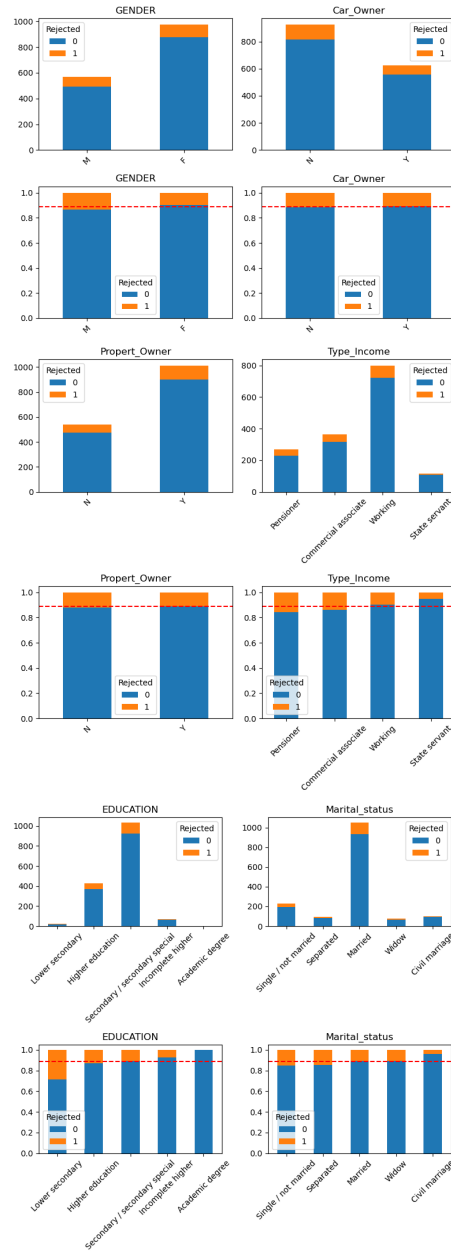 GENDER
Rejected
0
1
1000
800
600
400
200
0
M
F
Car_Owner
Rejected
0
1
800
600
400
200
0
N
Y
GENDER
1.0
0.8
0.6
0.4
0.2
0.0
Rejected
0
1
M
F
Car_Owner
1.0
0.8
0.6
0.4
0.2
0.0
Rejected
0
1
N
Y
Propert_Owner
Rejected
0
1
1000
800
600
400
200
0
N
Y
Type_Income
Rejected
0
1
800
600
400
200
0
Pensioner
Commercial associate
Working
State servant
Propert_Owner
1.0
0.8
0.6
0.4
0.2
0.0
Rejected
0
1
N
Y
Type_Income
1.0
0.8
0.6
0.4
0.2
0.0
Rejected
0
1
Pensioner
Commercial associate
Working
State servant
EDUCATION
Rejected
0
1
1000
800
600
400
200
0
Lower secondary
Higher education
Secondary / secondary special
Incomplete higher
Academic degree
Marital_status
Rejected
0
1
1000
800
600
400
200
0
Single / not married
Separated
Married
Widow
Civil marriage
EDUCATION
1.0
0.8
0.6
0.4
0.2
0.0
Rejected
0
1
Lower secondary
Higher education
Secondary / secondary special
Incomplete higher
Academic degree
Marital_status
1.0
0.8
0.6
0.4
0.2
0.0
Rejected
0
1
Single / not married
Separated
Married
Widow
Civil marriage